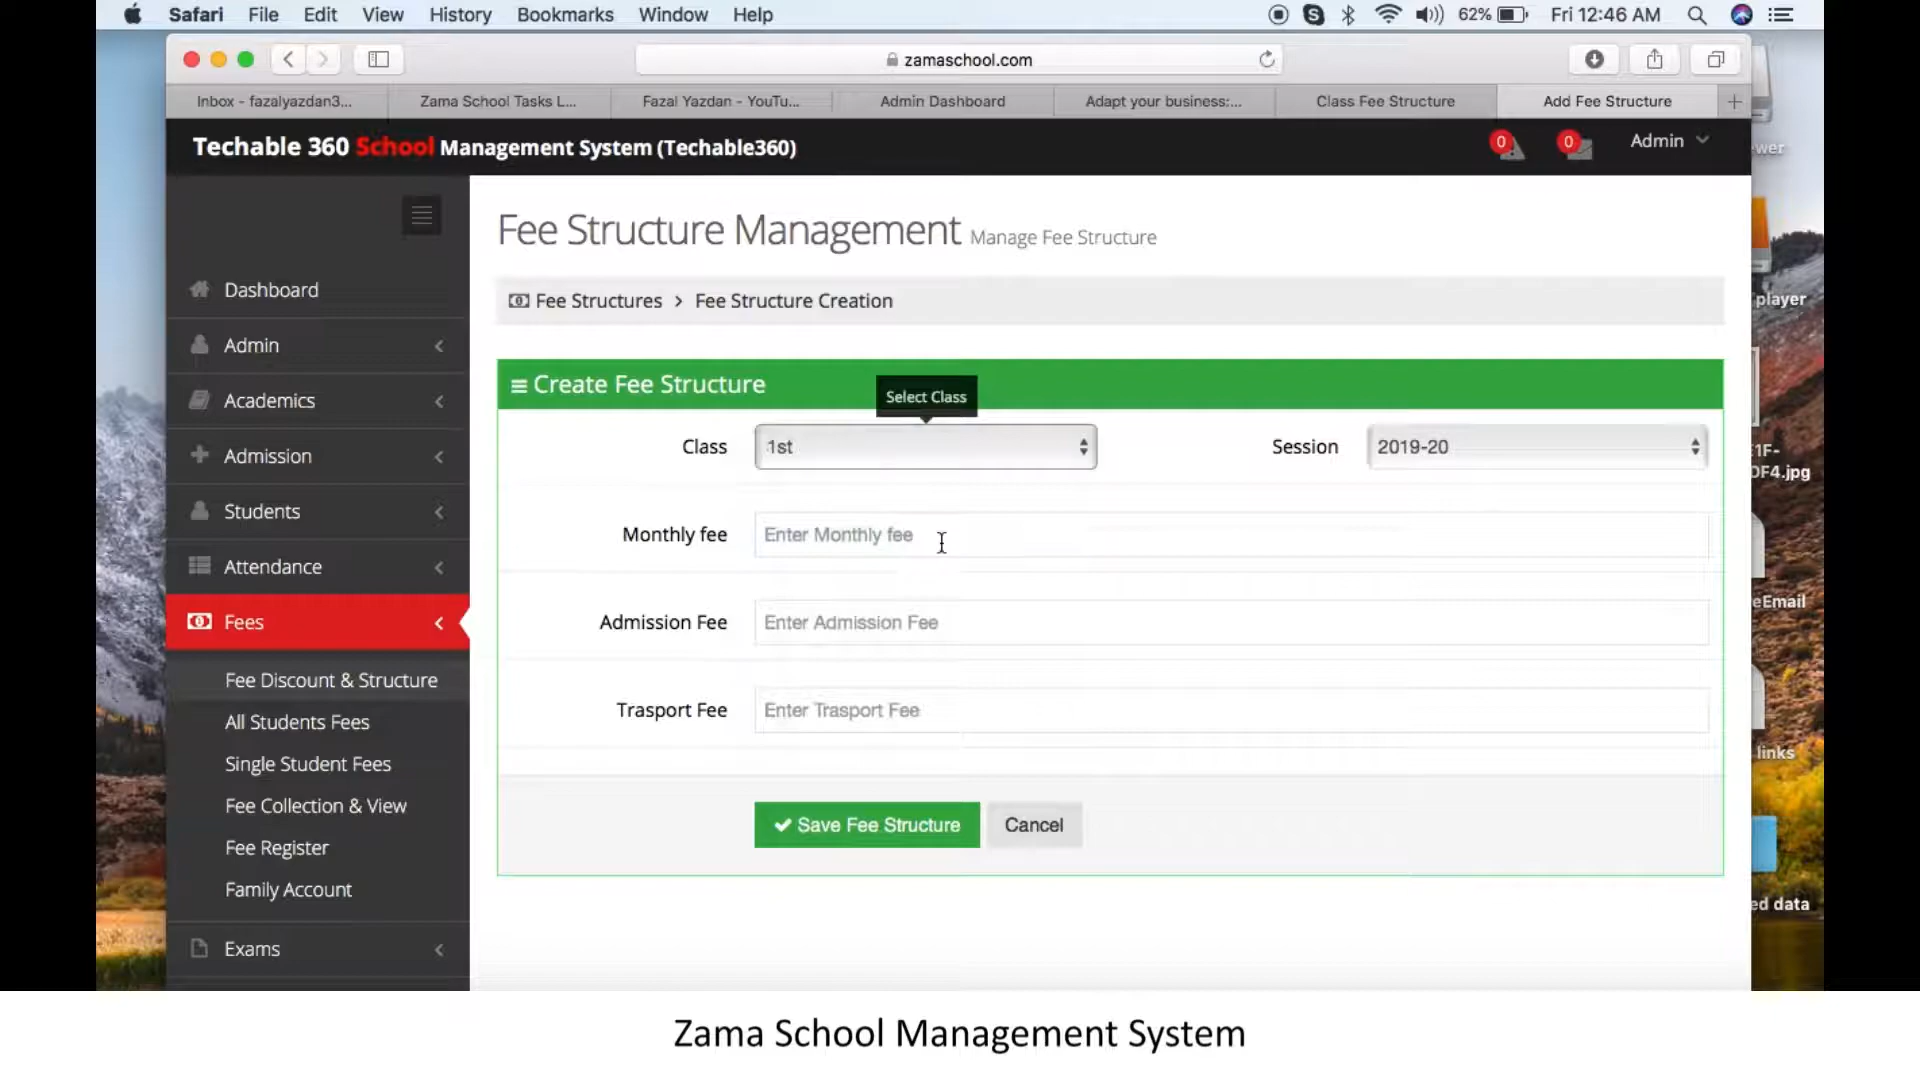 Safari File Edit View History Bookmarks Window Help 62% Fri 12:46 AM
zamaschool.com
Inbox - fazalyazdan3... Zama School Tasks L... Fazal Yazdan - YouTu... Admin Dashboard Adapt your business:... Class Fee Structure Add Fee Structure
Techable 360 School Management System (Techable360) 0 0 Admin
Fee Structure Management Manage Fee Structure
Fee Structures > Fee Structure Creation
Dashboard
Admin
Academics
Admission
Students
Attendance
Fees
Fee Discount & Structure
All Students Fees
Single Student Fees
Fee Collection & View
Fee Register
Family Account
Exams
Create Fee Structure
Select Class
Class 1st Session 2019-20
Monthly fee Enter Monthly fee
Admission Fee Enter Admission Fee
Trasport Fee Enter Trasport Fee
Save Fee Structure Cancel
player
1F-
DF4.jpg
eEmail
links
ed data
Zama School Management System